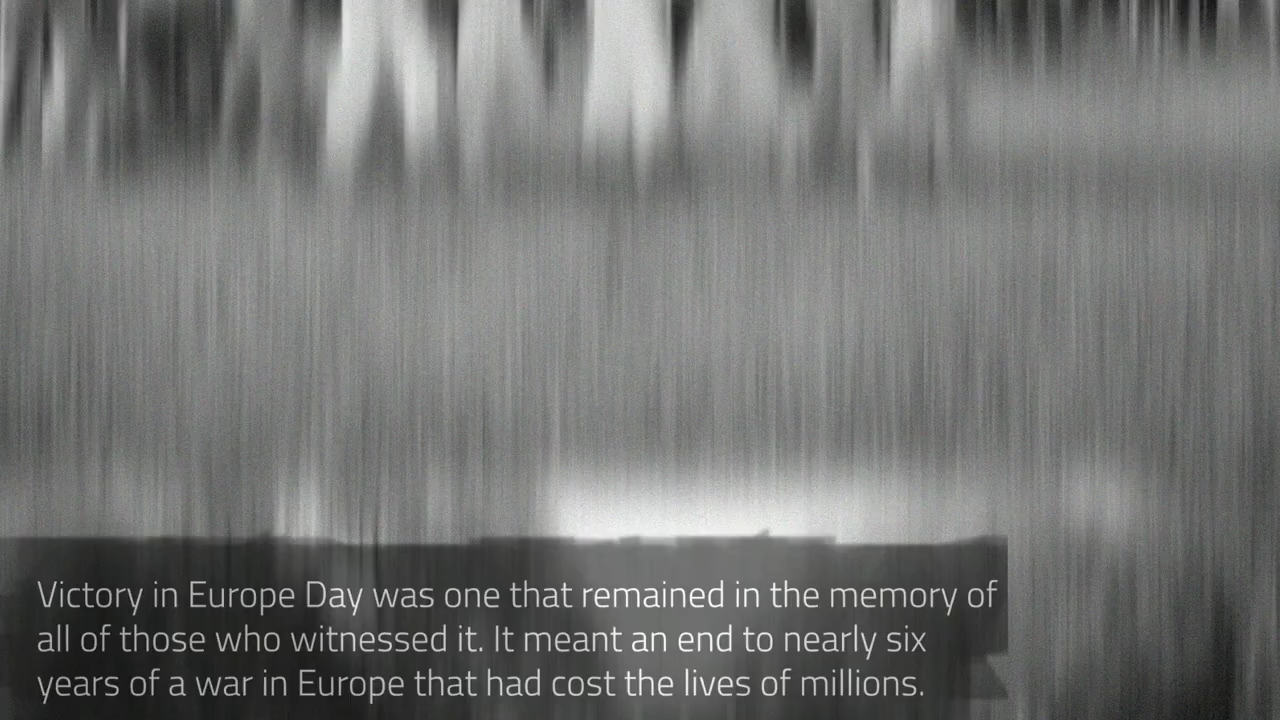 Victory in Europe Day was one that remained in the memory of
all of those who witnessed it. It meant an end to nearly six
years of a war in Europe that had cost the lives of millions.